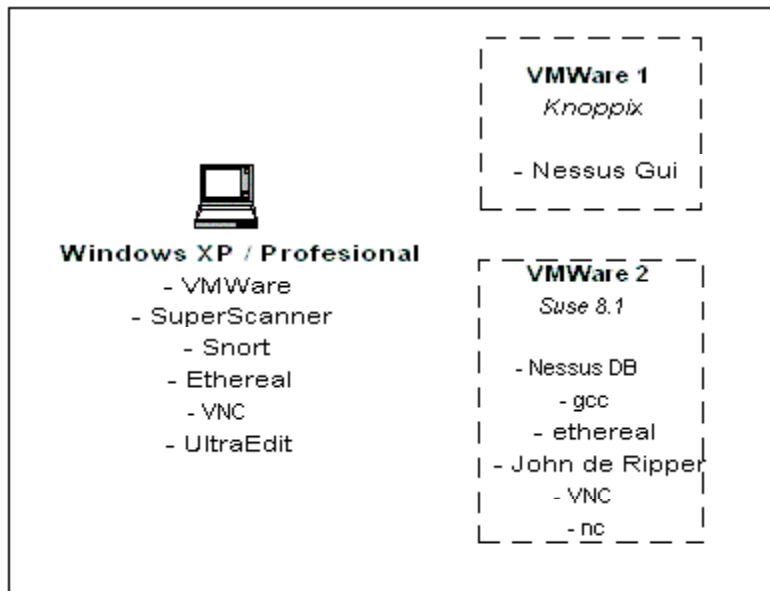 Windows XP / Profesional
- VMWare
- SuperScanner
- Snort
- Ethereal
- VNC
- UltraEdit
VMWare 1
Knoppix
- Nessus Gui
VMWare 2
Suse 8.1
- Nessus DB
- gcc
- ethereal
- John de Ripper
- VNC
- nc